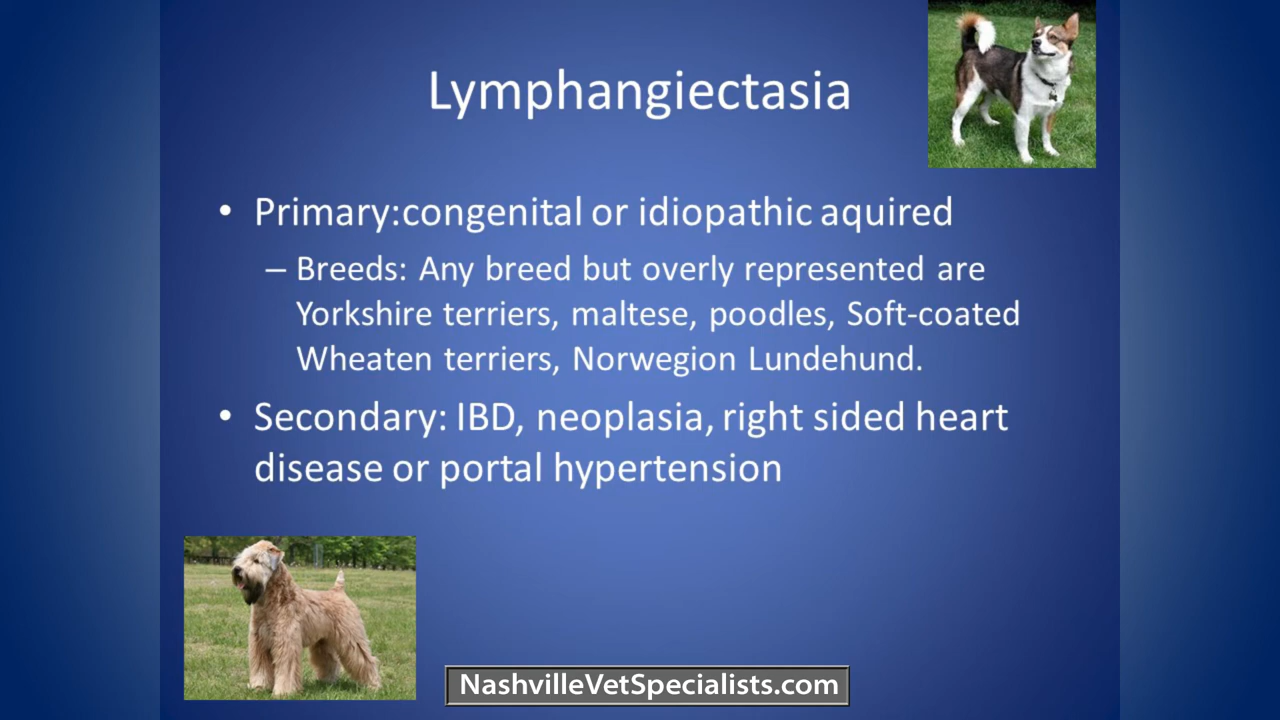 Lymphangiectasia
• Primary:congenital or idiopathic aquired
– Breeds: Any breed but overly represented are
Yorkshire terriers, maltese, poodles, Soft-coated
Wheaten terriers, Norwegion Lundehund.
• Secondary: IBD, neoplasia, right sided heart
disease or portal hypertension
NashvilleVetSpecialists.com